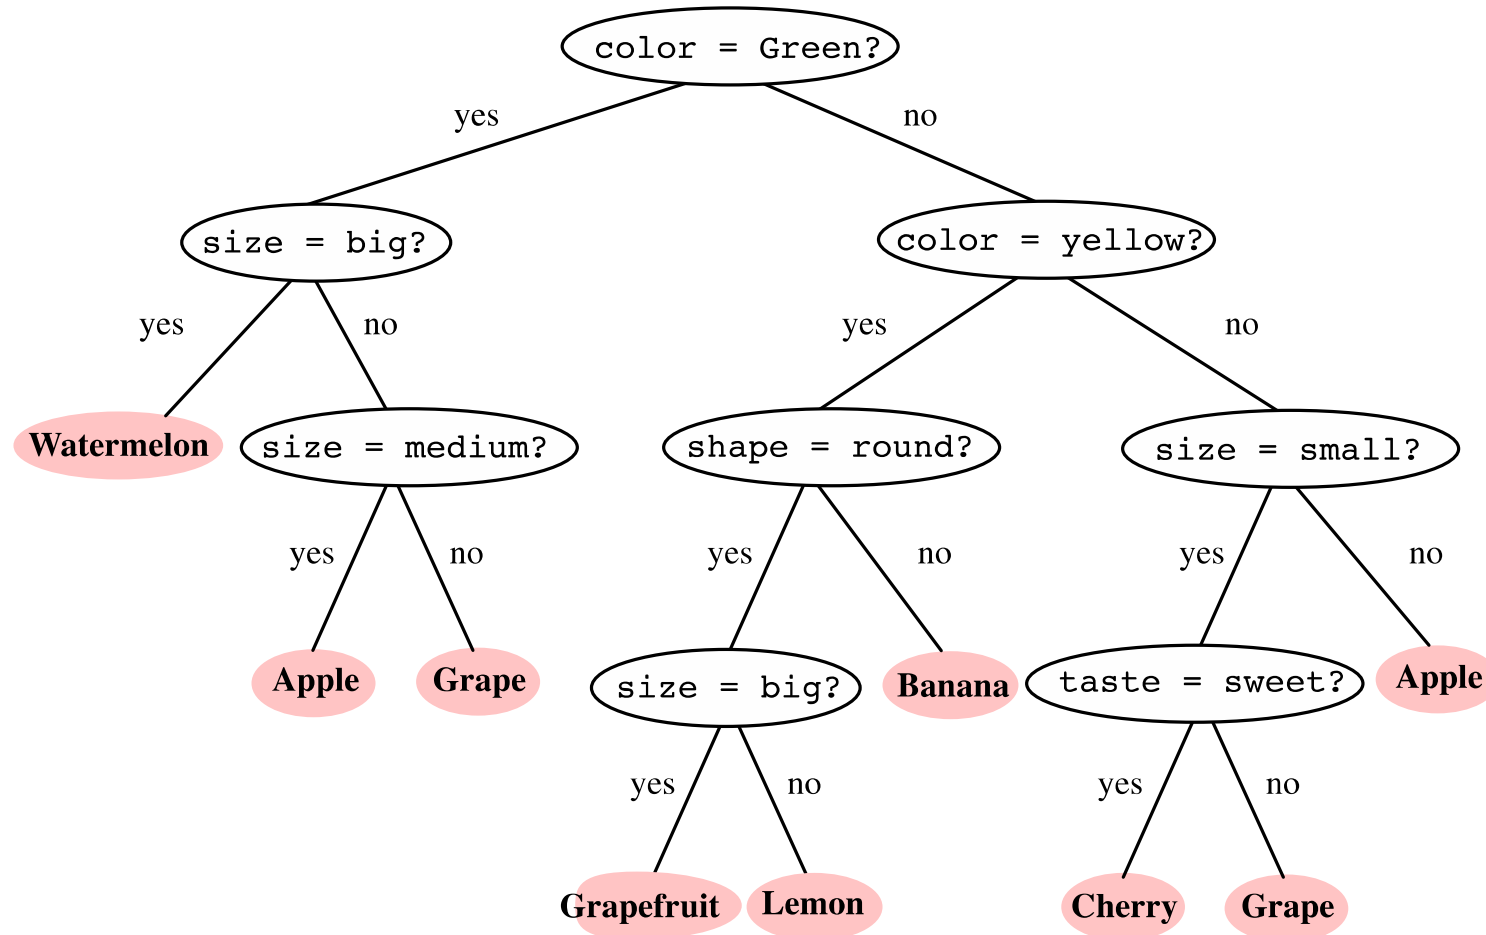 color = Green?
yes
no
size = big?
color = yellow?
yes
no
yes
no
Watermelon
size = medium?
shape = round?
size = small?
yes
no
yes
no
yes
no
Apple
Grape
size = big?
Banana
taste = sweet?
Apple
yes
no
yes
no
Grapefruit
Lemon
Cherry
Grape